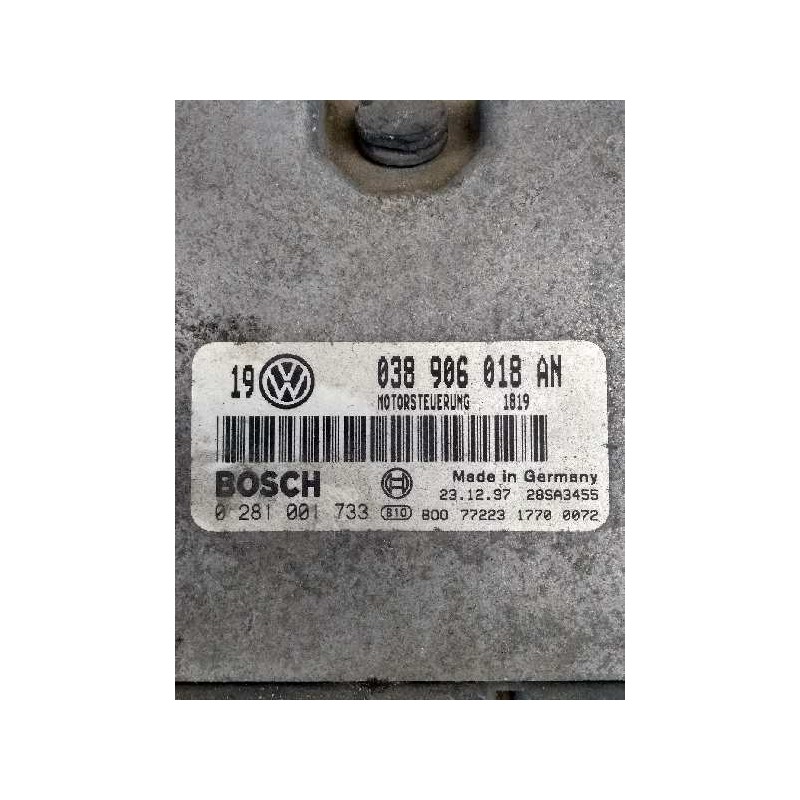 19 VW 038 906 018 AN
MOTORSTEUERUNG 1819
BOSCH Made in Germany
23.12.97 28SA3455
0 281 001 733 B10 800 77223 1770 0072